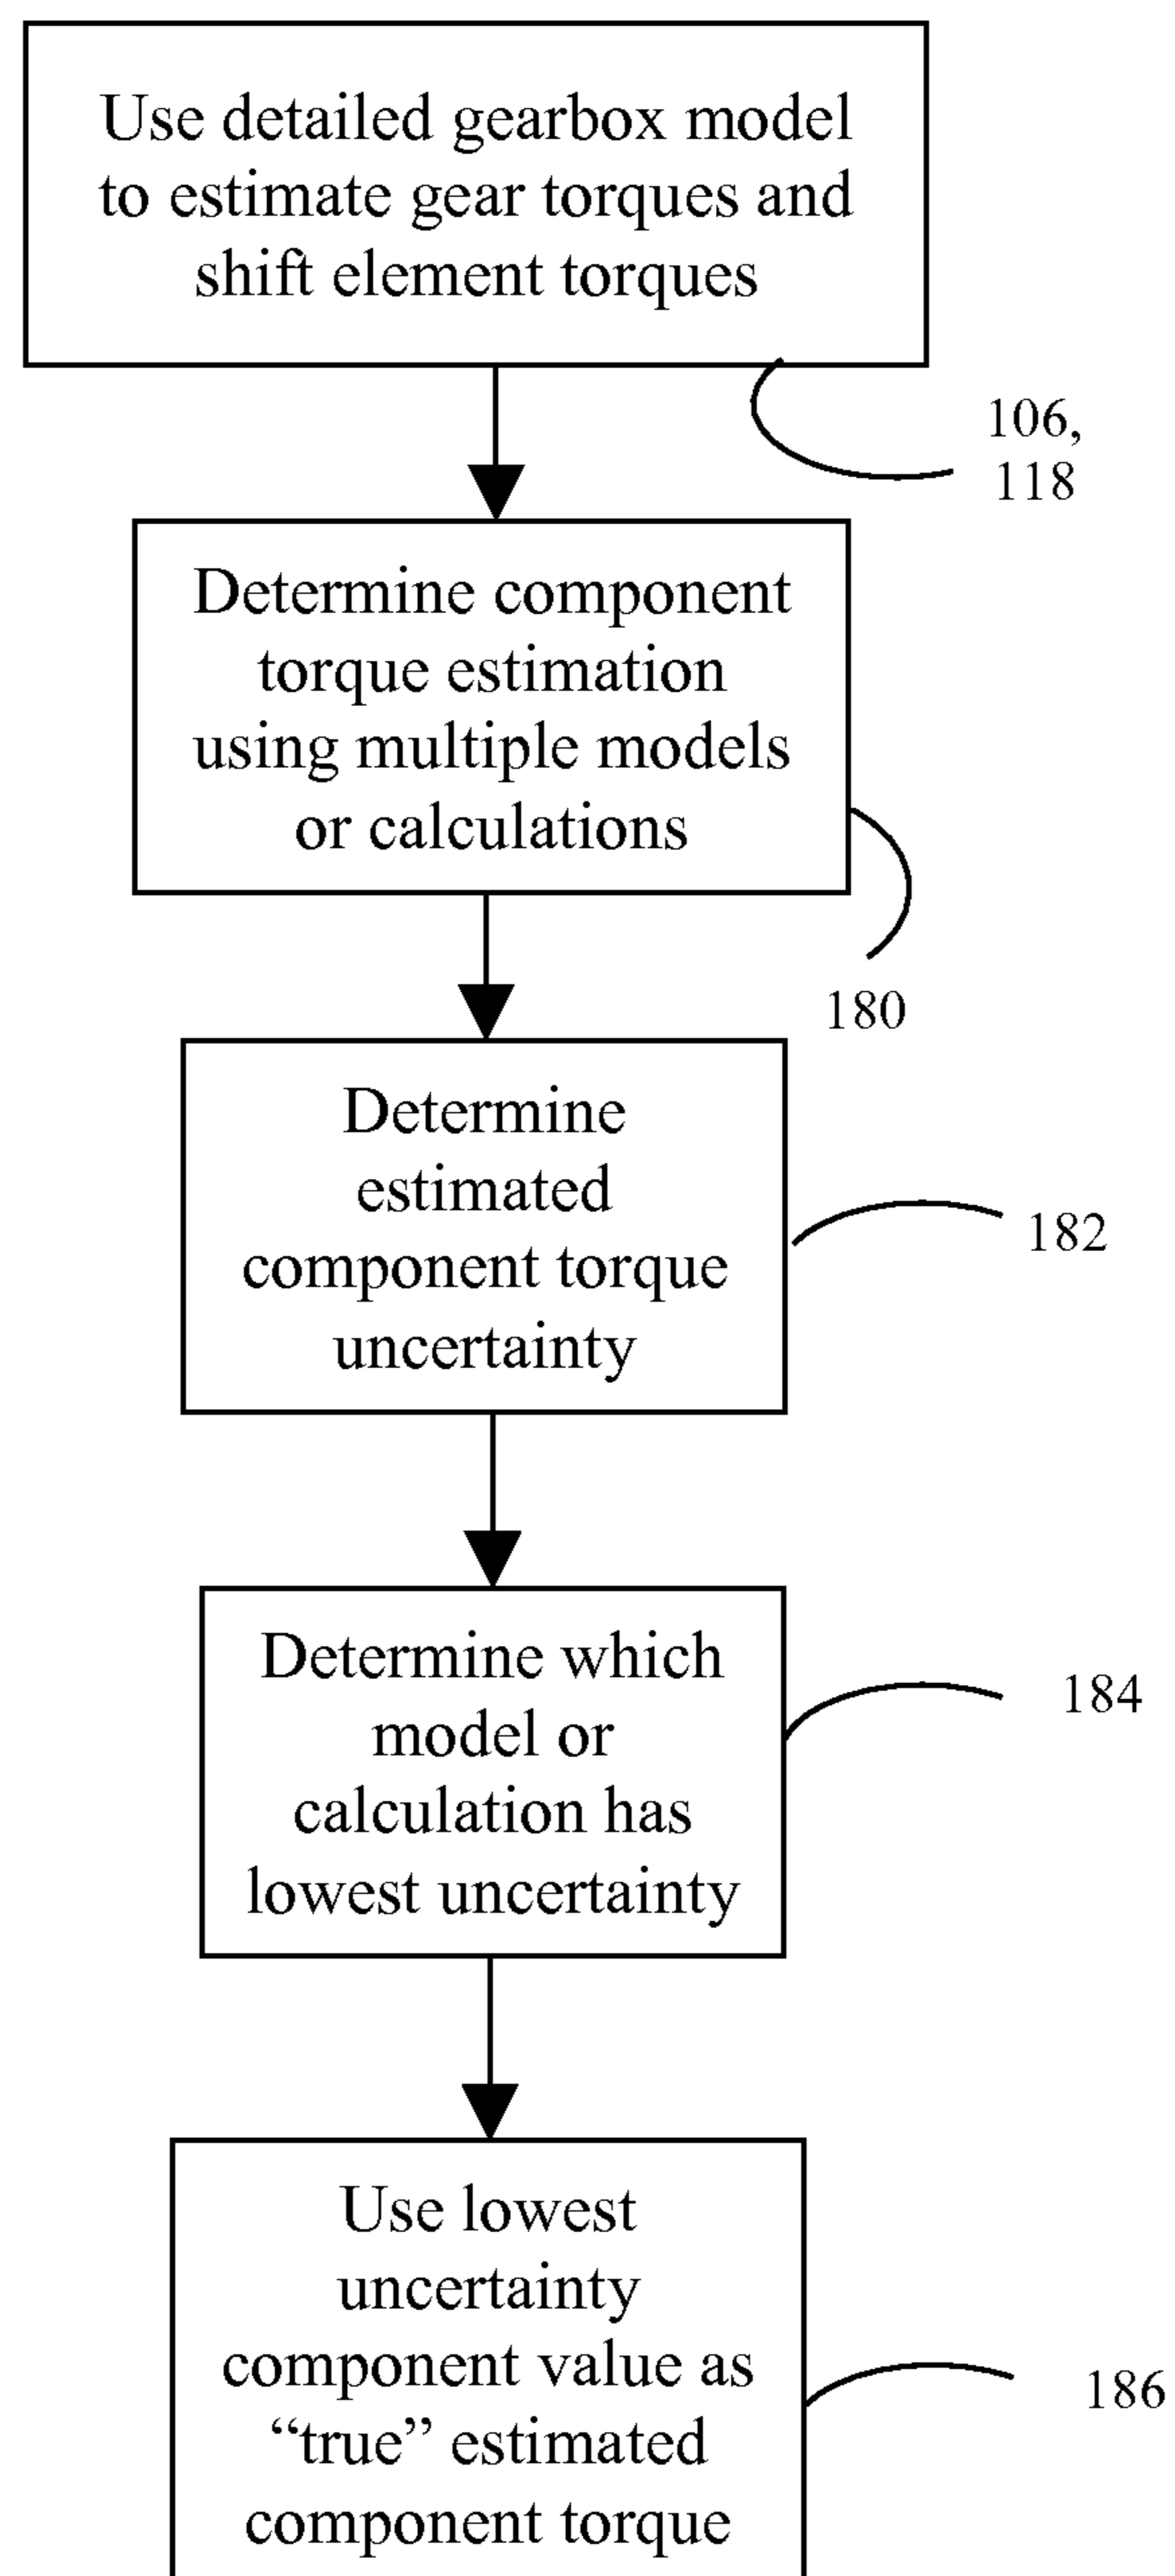 Use detailed gearbox model
to estimate gear torques and
shift element torques
106,
118
Determine component
torque estimation
using multiple models
or calculations
180
Determine
estimated
component torque
uncertainty
182
Determine which
model or
calculation has
lowest uncertainty
184
Use lowest
uncertainty
component value as
“true” estimated
component torque
186